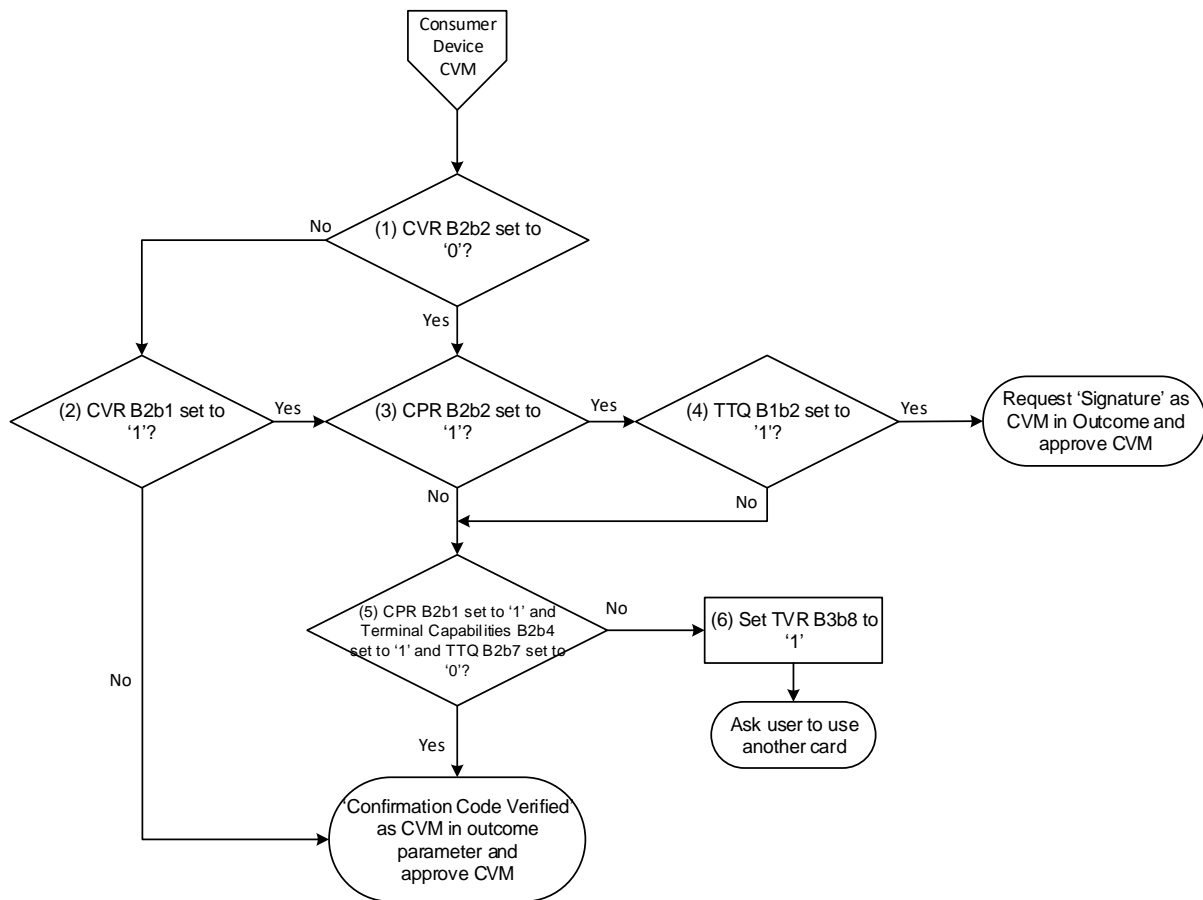 Consumer
Device
CVM
No
(1) CVR B2b2 set to
‘0’?
Yes
(2) CVR B2b1 set to
‘1’?
Yes
(3) CPR B2b2 set to
‘1’?
Yes
(4) TTQ B1b2 set to
’1’?
Yes
Request ‘Signature’ as
CVM in Outcome and
approve CVM
No
No
(5) CPR B2b1 set to ‘1’ and
Terminal Capabilities B2b4
set to ‘1’ and TTQ B2b7 set to
‘0’?
No
(6) Set TVR B3b8 to
‘1’
No
Ask user to use
another card
Yes
‘Confirmation Code Verified’
as CVM in outcome
parameter and
approve CVM